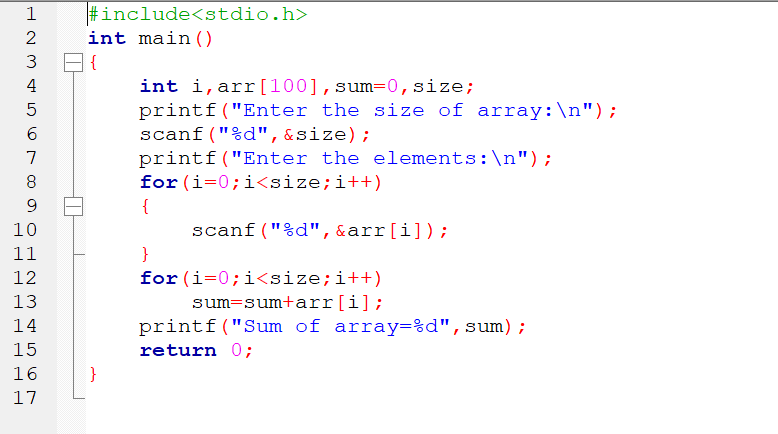 1 #include<stdio.h>
2 int main()
3 {
4     int i,arr[100],sum=0,size;
5     printf("Enter the size of array:\n");
6     scanf("%d",&size);
7     printf("Enter the elements:\n");
8     for(i=0;i<size;i++)
9     {
10         scanf("%d",&arr[i]);
11     }
12     for(i=0;i<size;i++)
13         sum=sum+arr[i];
14     printf("Sum of array=%d",sum);
15     return 0;
16 }
17